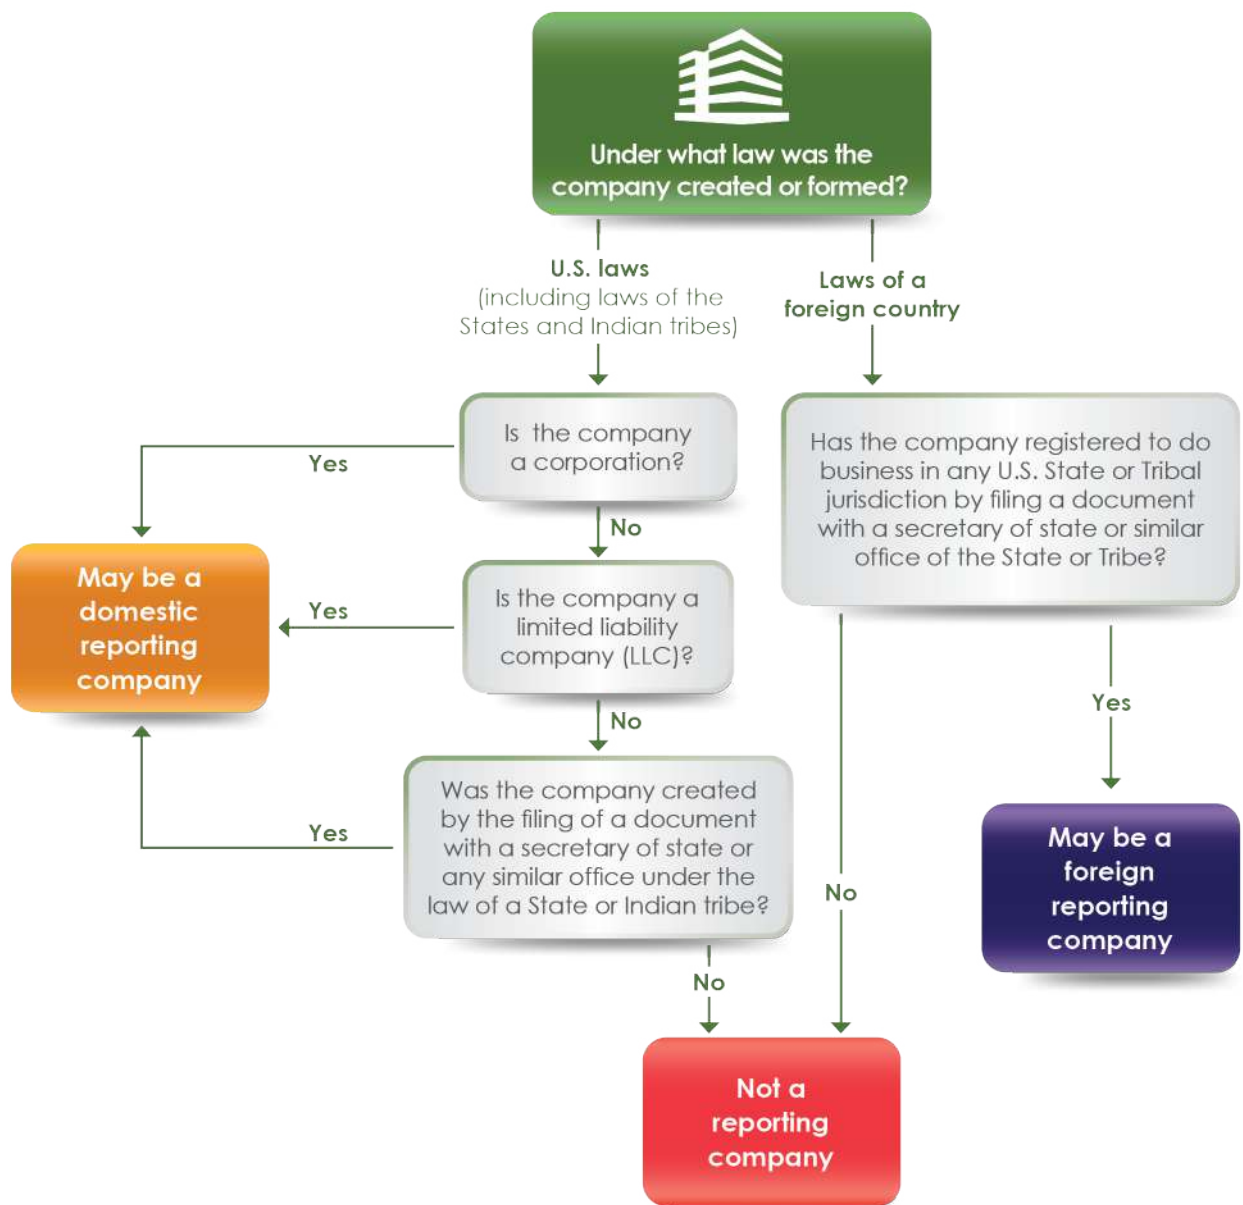 Under what law was the
company created or formed?
U.S. laws
(including laws of the
States and Indian tribes)
Laws of a
foreign country
Is the company
a corporation?
Yes
No
Has the company registered to do
business in any U.S. State or Tribal
jurisdiction by filing a document
with a secretary of state or similar
office of the State or Tribe?
May be a
domestic
reporting
company
Yes
Is the company a
limited liability
company (LLC)?
No
Yes
Was the company created
by the filing of a document
with a secretary of state or
any similar office under the
law of a State or Indian tribe?
Yes
No
No
May be a
foreign
reporting
company
Not a
reporting
company